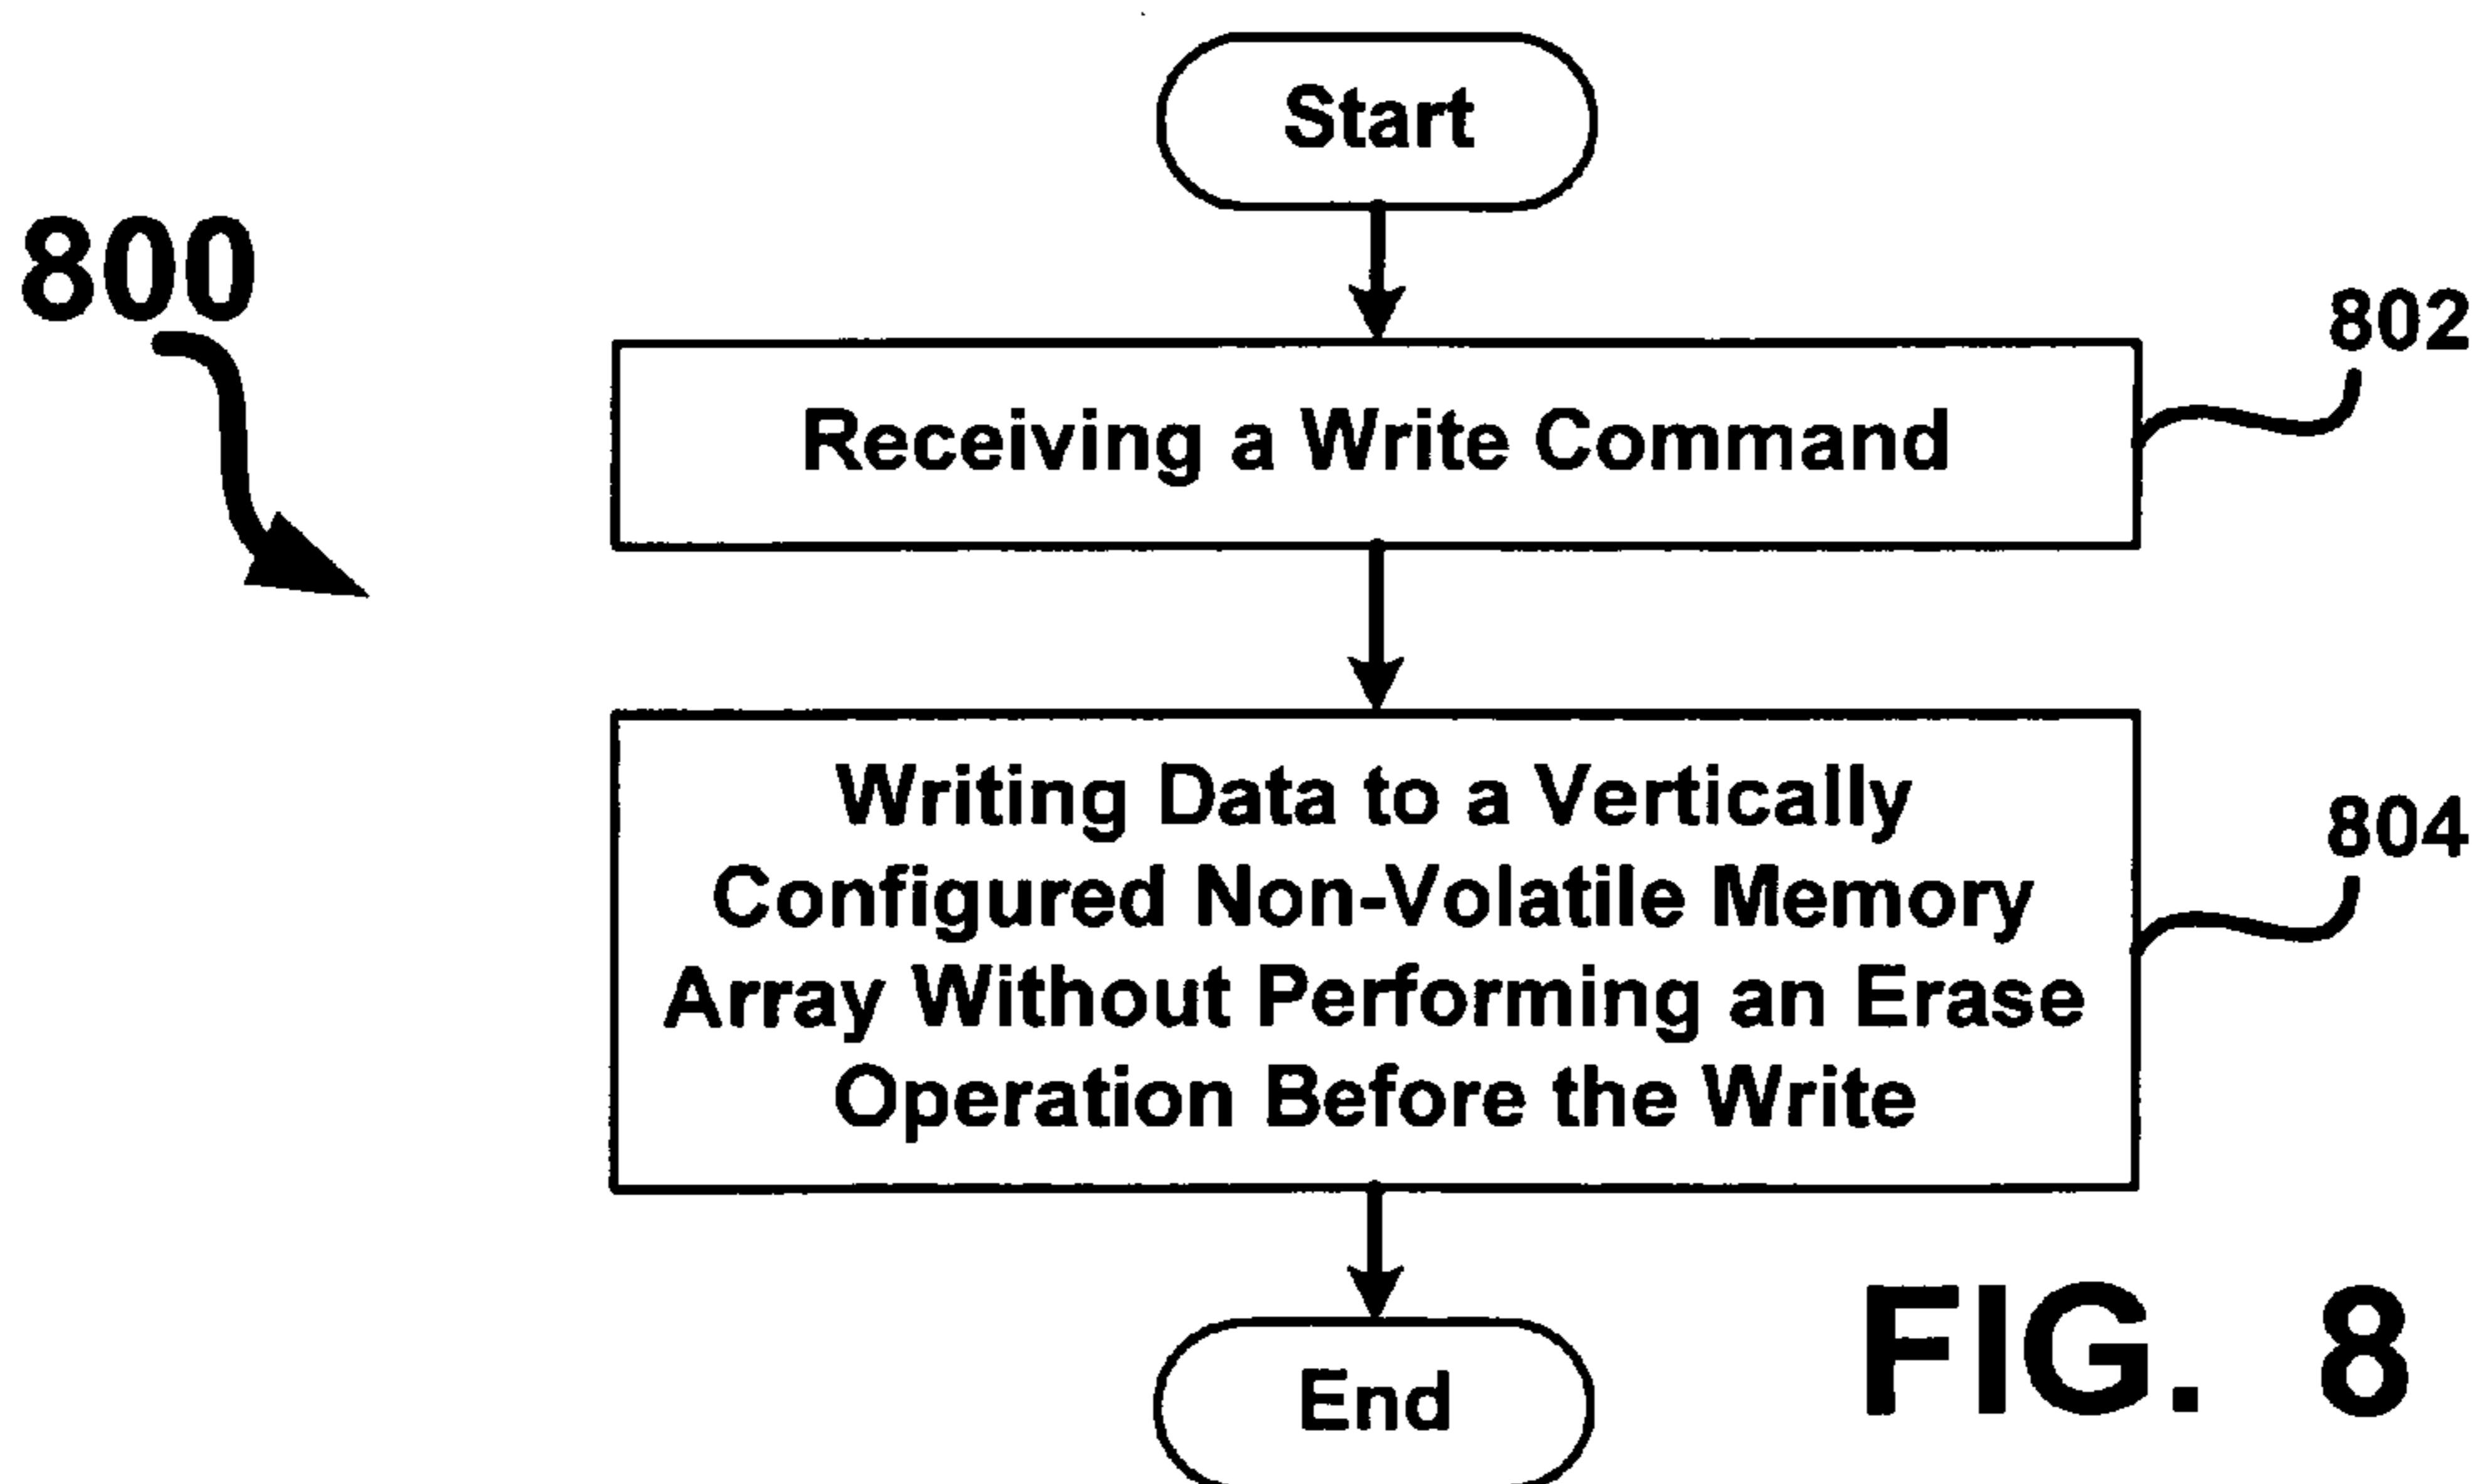 Start
800
802
Receiving a Write Command
Writing Data to a Vertically
Configured Non-Volatile Memory
Array Without Performing an Erase
Operation Before the Write
804
End
FIG. 8